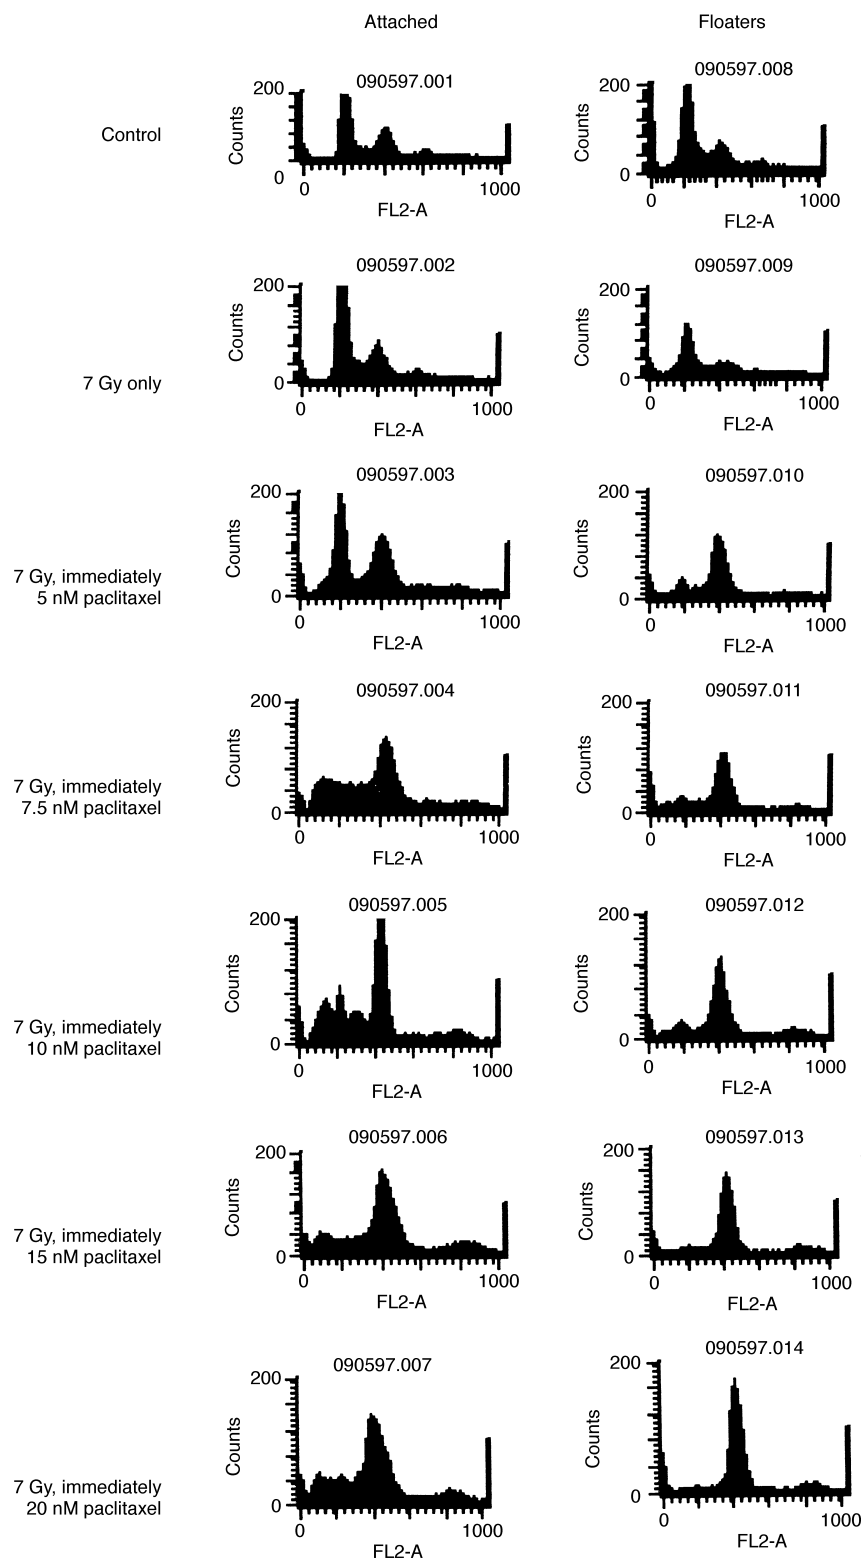 Attached Floaters
Control
090597.001
Counts
200
0
0 1000
FL2-A
090597.008
Counts
200
0
0 1000
FL2-A
7 Gy only
090597.002
Counts
200
0
0 1000
FL2-A
090597.009
Counts
200
0
0 1000
FL2-A
7 Gy, immediately
5 nM paclitaxel
090597.003
Counts
200
0
0 1000
FL2-A
090597.010
Counts
200
0
0 1000
FL2-A
7 Gy, immediately
7.5 nM paclitaxel
090597.004
Counts
200
0
0 1000
FL2-A
090597.011
Counts
200
0
0 1000
FL2-A
7 Gy, immediately
10 nM paclitaxel
090597.005
Counts
200
0
0 1000
FL2-A
090597.012
Counts
200
0
0 1000
FL2-A
7 Gy, immediately
15 nM paclitaxel
090597.006
Counts
200
0
0 1000
FL2-A
090597.013
Counts
200
0
0 1000
FL2-A
7 Gy, immediately
20 nM paclitaxel
090597.007
Counts
200
0
0 1000
FL2-A
090597.014
Counts
200
0
0 1000
FL2-A